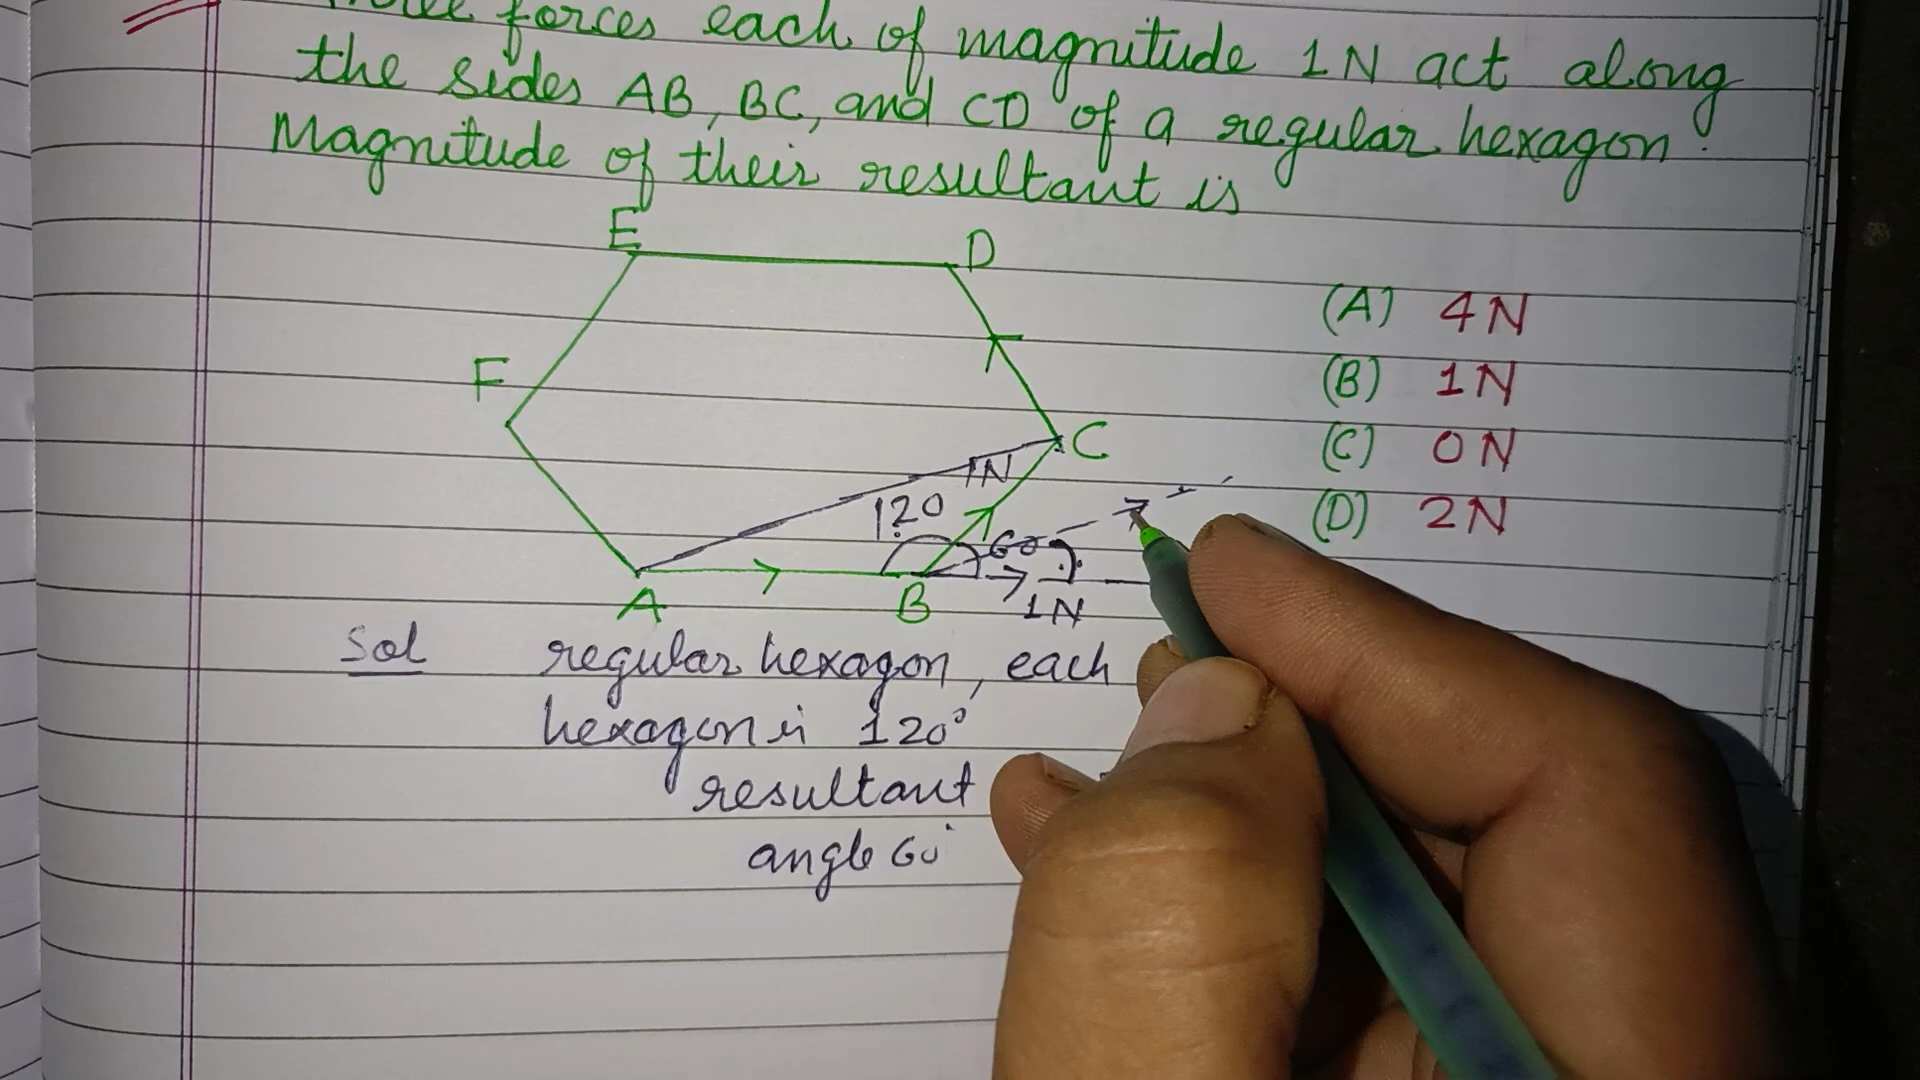 forces each of magnitude 1N act along
the sides AB, BC, and CD of a regular hexagon.
Magnitude of their resultant is
E
D
(A) 4N
F
(B) 1N
C
(C) 0N
1N
120
(D) 2N
60
A
B
1N
Sol regular hexagon, each
hexagon is 120°
resultant
angle 60°